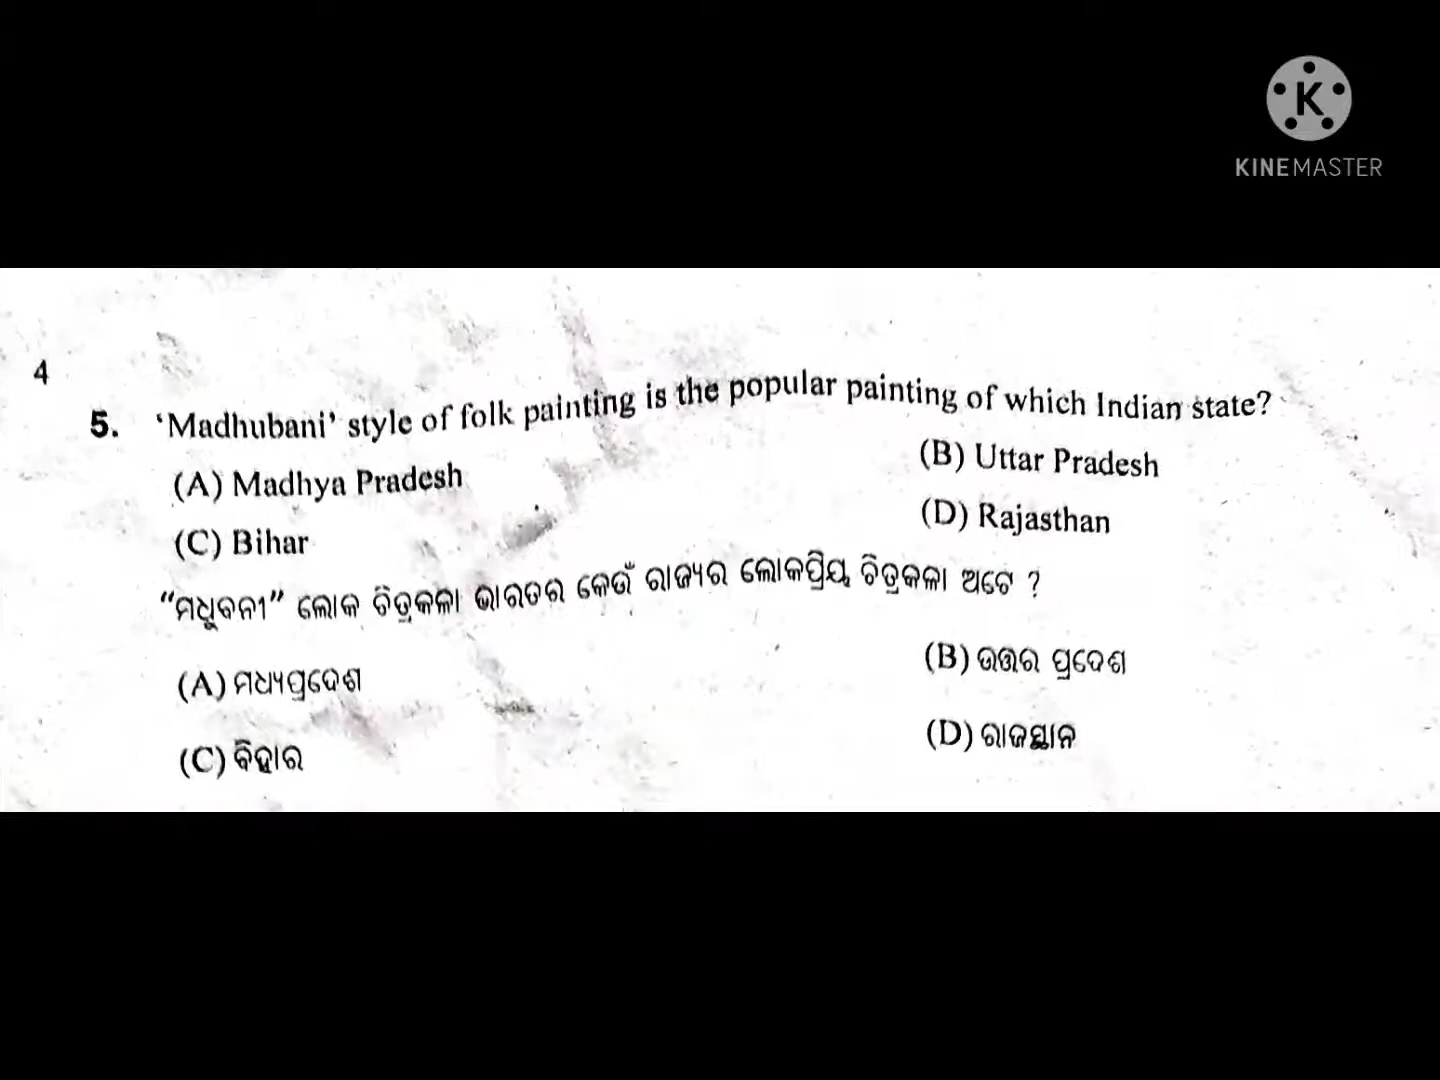 KINEMASTER
4
5. ‘Madhubani’ style of folk painting is the popular painting of which Indian state?
(A) Madhya Pradesh (B) Uttar Pradesh
(C) Bihar (D) Rajasthan
“ମଧୁବନୀ” ଲୋକ ଚିତ୍ରକଳା ଭାରତର କେଉଁ ରାଜ୍ୟର ଲୋକପ୍ରିୟ ଚିତ୍ରକଳା ଅଟେ ?
(A) ମଧ୍ୟପ୍ରଦେଶ (B) ଉତ୍ତର ପ୍ରଦେଶ
(C) ବିହାର (D) ରାଜସ୍ଥାନ